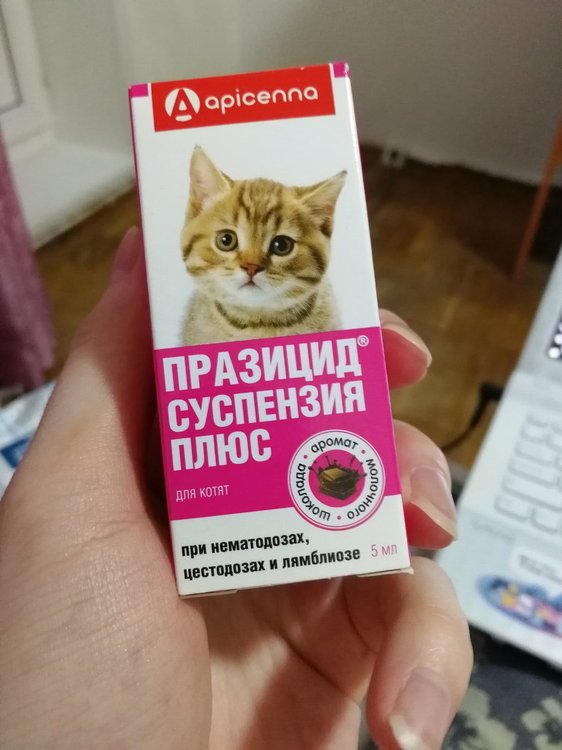 apicenna
ПРАЗИЦИД®
СУСПЕНЗИЯ
ПЛЮС
ДЛЯ КОТЯТ
аромат молочного шоколада
при нематодозах,
цестодозах и лямблиозе
5 мл